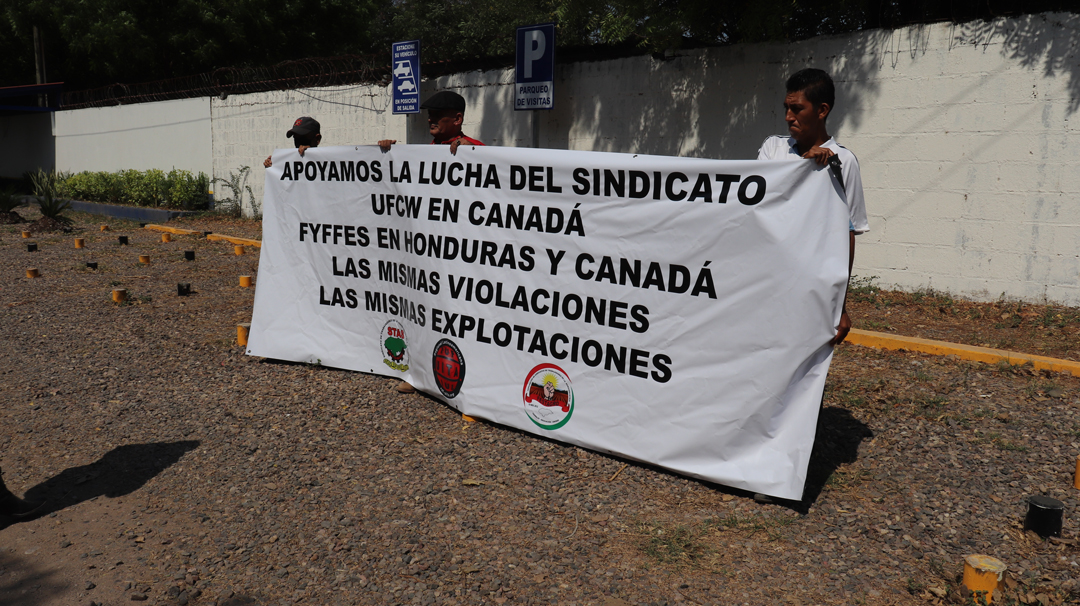 ESTACIONE
SU VEHÍCULO
EN POSICIÓN
DE SALIDA
P
PARQUEO
DE VISITAS
APOYAMOS LA LUCHA DEL SINDICATO
UFCW EN CANADÁ
FYFFES EN HONDURAS Y CANADÁ
LAS MISMAS VIOLACIONES
LAS MISMAS EXPLOTACIONES
STAS